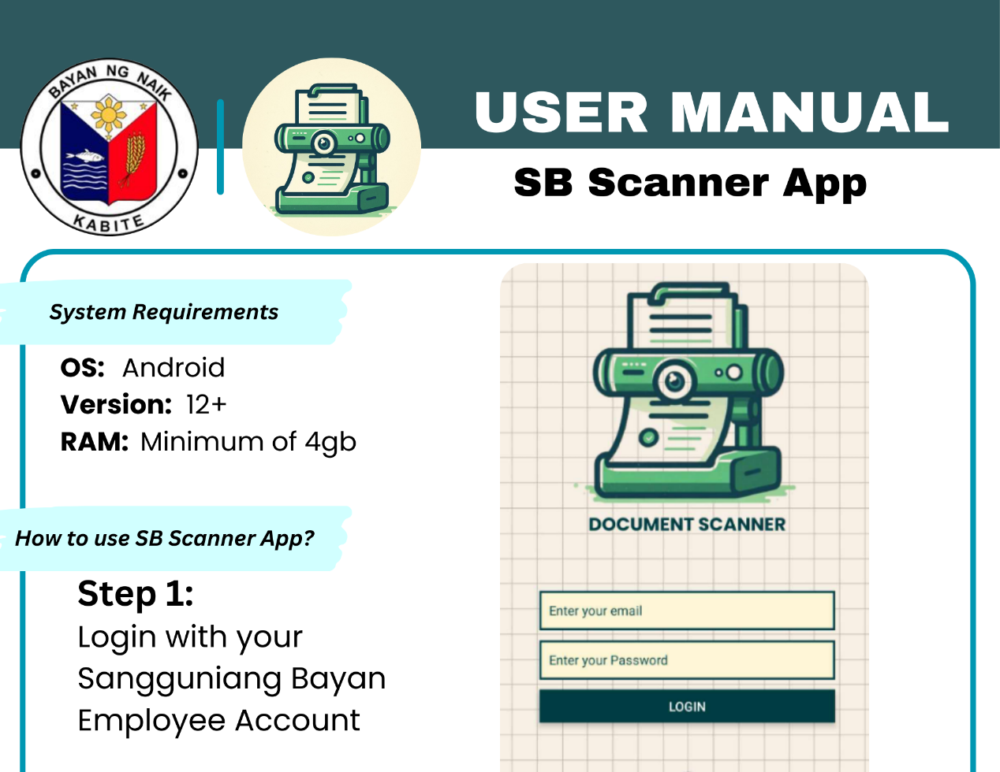 BAYAN NG NAIK
KABITE
USER MANUAL
SB Scanner App
System Requirements
OS: Android
Version: 12+
RAM: Minimum of 4gb
How to use SB Scanner App?
Step 1:
Login with your
Sangguniang Bayan
Employee Account
DOCUMENT SCANNER
Enter your email
Enter your Password
LOGIN